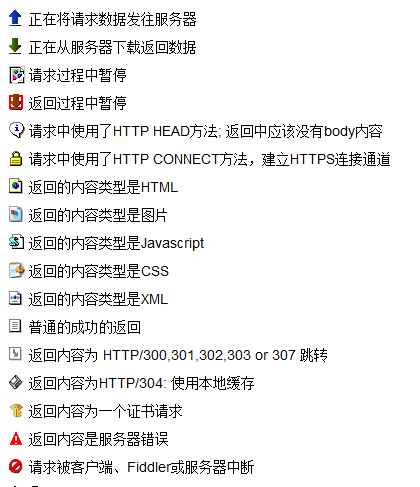 正在将请求数据发往服务器
正在从服务器下载返回数据
请求过程中暂停
返回过程中暂停
请求中使用了HTTP HEAD方法; 返回中应该没有body内容
请求中使用了HTTP CONNECT方法，建立HTTPS连接通道
返回的内容类型是HTML
返回的内容类型是图片
返回的内容类型是Javascript
返回的内容类型是CSS
返回的内容类型是XML
普通的成功的返回
返回内容为 HTTP/300,301,302,303 or 307 跳转
返回内容为HTTP/304: 使用本地缓存
返回内容为一个证书请求
返回内容是服务器错误
请求被客户端、Fiddler或服务器中断